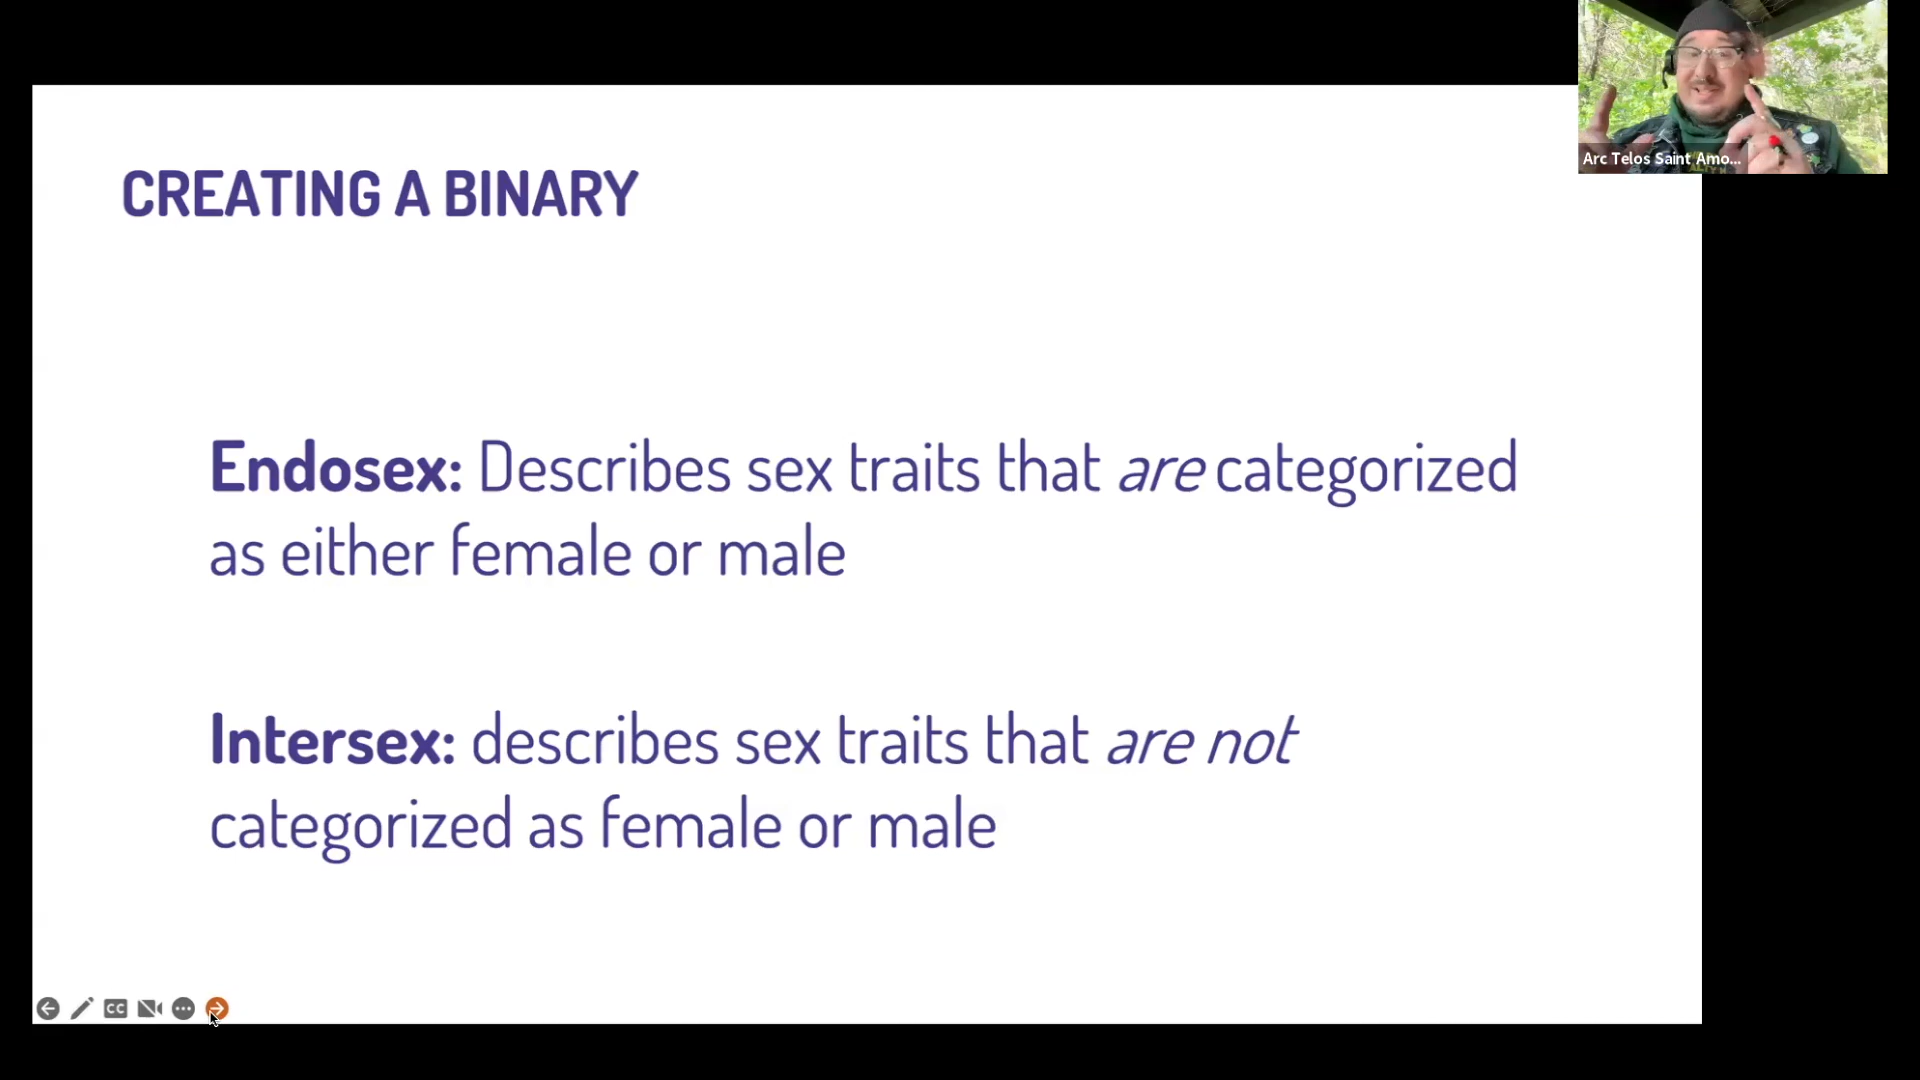 Arc Telos Saint Amo...
CREATING A BINARY
Endosex: Describes sex traits that are categorized
as either female or male
Intersex: describes sex traits that are not
categorized as female or male
CC